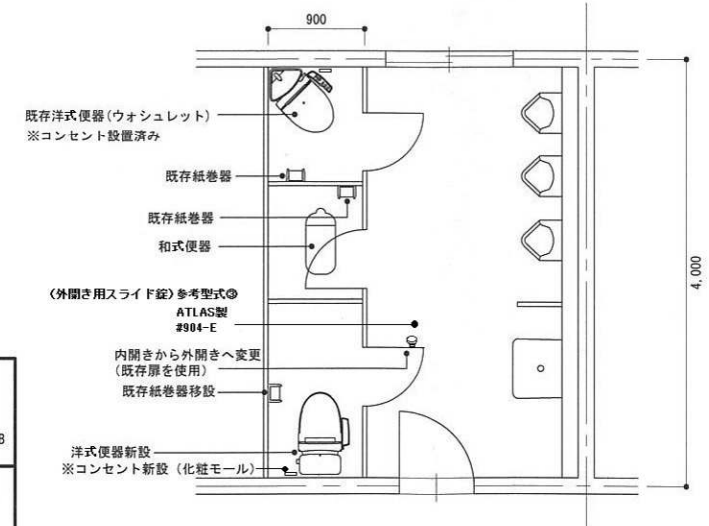 900
既存洋式便器(ウォシュレット)
※コンセント設置済み
既存紙巻器
既存紙巻器
和式便器
(外開き用スライド錠)参考型式③
ATLAS製
#904-E
内開きから外開きへ変更
(既存扉を使用)
既存紙巻器移設
洋式便器新設
※コンセント新設(化粧モール)
4,000
8